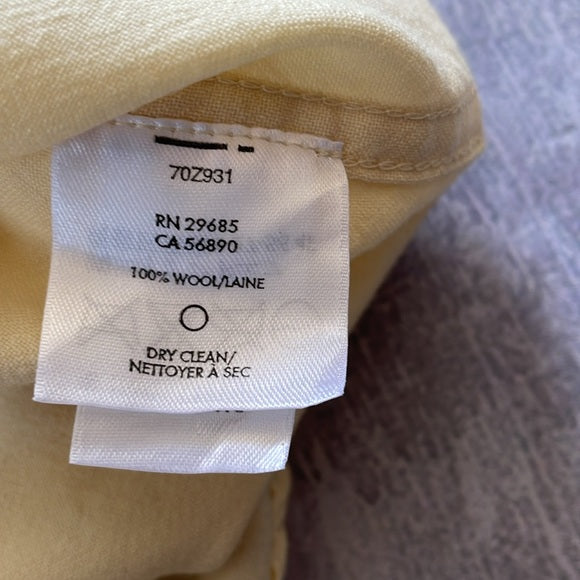 70Z931
RN 29685
CA 56890
100% WOOL/LAINE
DRY CLEAN/
NETTOYER À SEC